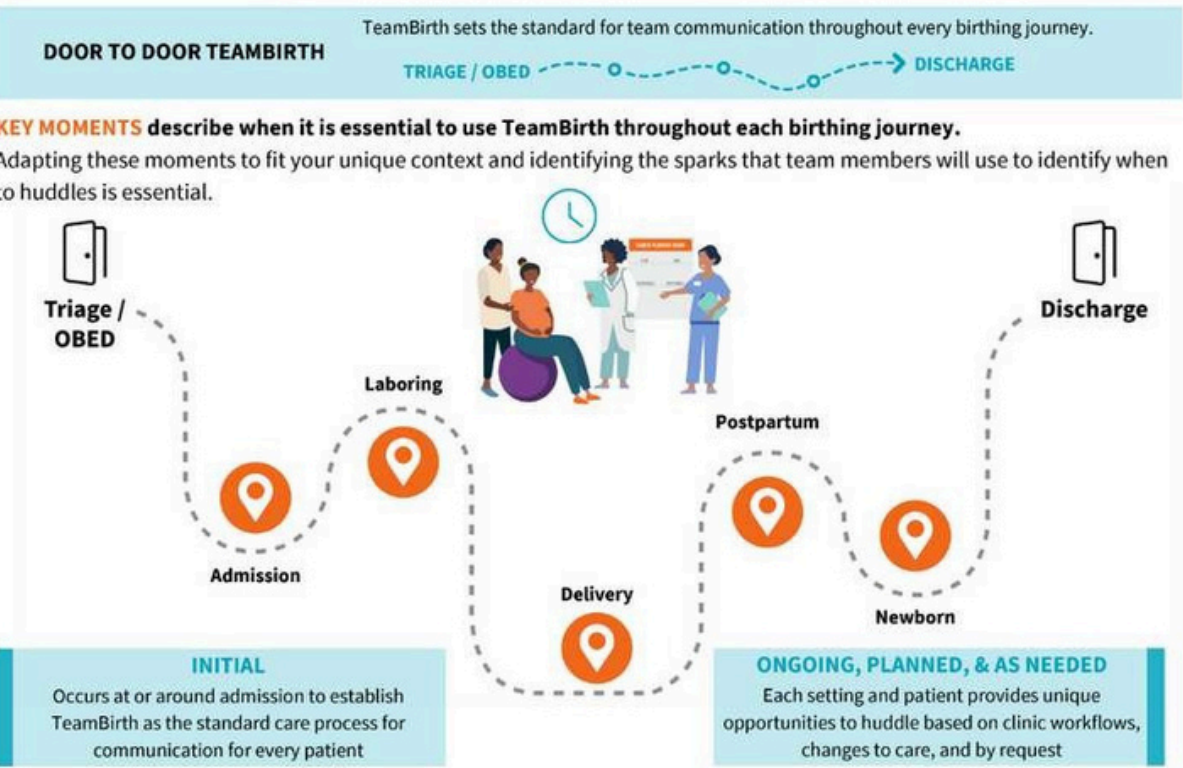 DOOR TO DOOR TEAMBIRTH
TeamBirth sets the standard for team communication throughout every birthing journey.
TRIAGE / OBED
DISCHARGE
KEY MOMENTS describe when it is essential to use TeamBirth throughout each birthing journey.
Adapting these moments to fit your unique context and identifying the sparks that team members will use to identify when
to huddles is essential.
Triage /
OBED
Discharge
Laboring
Postpartum
Admission
Delivery
Newborn
INITIAL
Occurs at or around admission to establish
TeamBirth as the standard care process for
communication for every patient
ONGOING, PLANNED, & AS NEEDED
Each setting and patient provides unique
opportunities to huddle based on clinic workflows,
changes to care, and by request